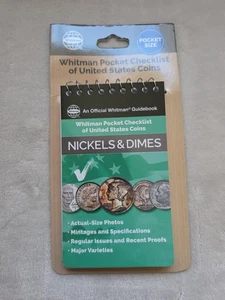 POCKET
SIZE
Whitman Pocket Checklist
of United States Coins
An Official Whitman® Guidebook
Whitman Pocket Checklist
of United States Coins
NICKELS & DIMES
• Actual-Size Photos
• Mintages and Specifications
• Regular Issues and Recent Proofs
• Major Varieties